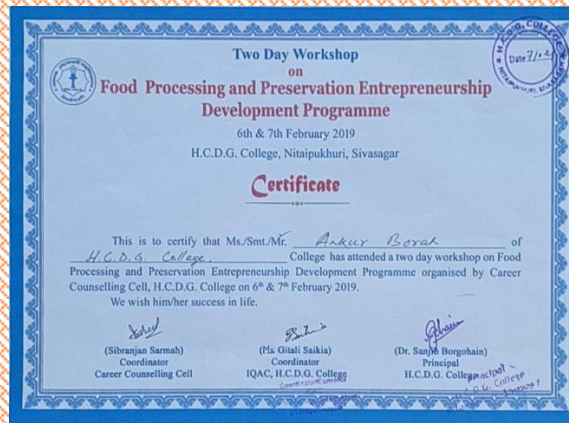 Two Day Workshop
on
Food Processing and Preservation Entrepreneurship
Development Programme
6th & 7th February 2019
H.C.D.G. College, Nitaipukhuri, Sivasagar
Certificate
This is to certify that Ms./Smt./Mr. Ankur Borah of
H.C.D.G. College. College has attended a two day workshop on Food
Processing and Preservation Entrepreneurship Development Programme organised by Career
Counselling Cell, H.C.D.G. College on 6th & 7th February 2019.
We wish him/her success in life.
(Sibranjan Sarmah) (Ms. Gitali Saikia) (Dr. Sanjib Borgohain)
Coordinator Coordinator Principal
Career Counselling Cell IQAC, H.C.D.G. College H.C.D.G. College
Principal
H.C.D.G. College
H.C.D.G. COLLEGE
Date